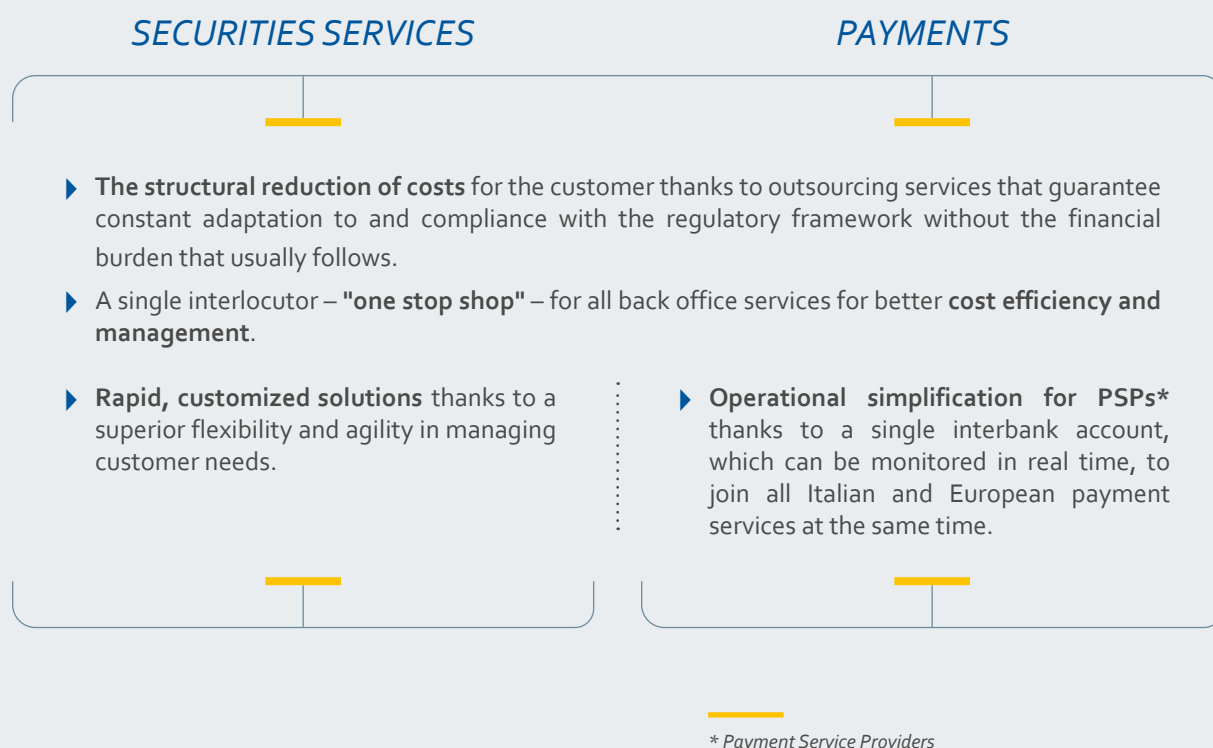 SECURITIES SERVICES
PAYMENTS
The structural reduction of costs for the customer thanks to outsourcing services that guarantee
constant adaptation to and compliance with the regulatory framework without the financial
burden that usually follows.
A single interlocutor – "one stop shop" – for all back office services for better cost efficiency and
management.
Rapid, customized solutions thanks to a
superior flexibility and agility in managing
customer needs.
Operational simplification for PSPs*
thanks to a single interbank account,
which can be monitored in real time, to
join all Italian and European payment
services at the same time.
* Payment Service Providers